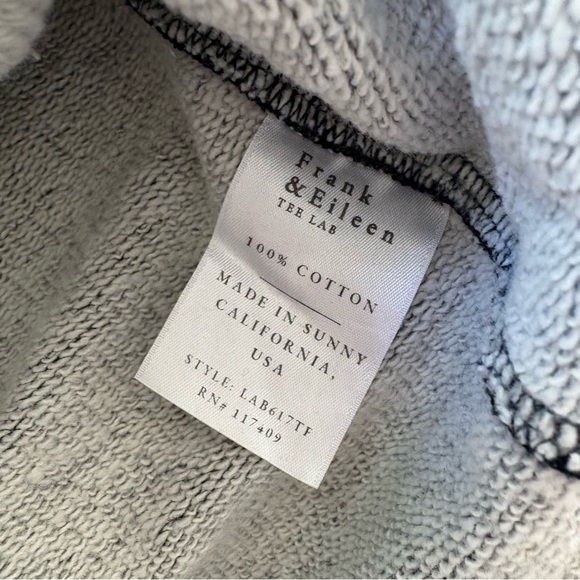 Frank
&Eileen
TEE LAB
100% COTTON
MADE IN SUNNY
CALIFORNIA,
USA
STYLE: LAB617TF
RN# 117409